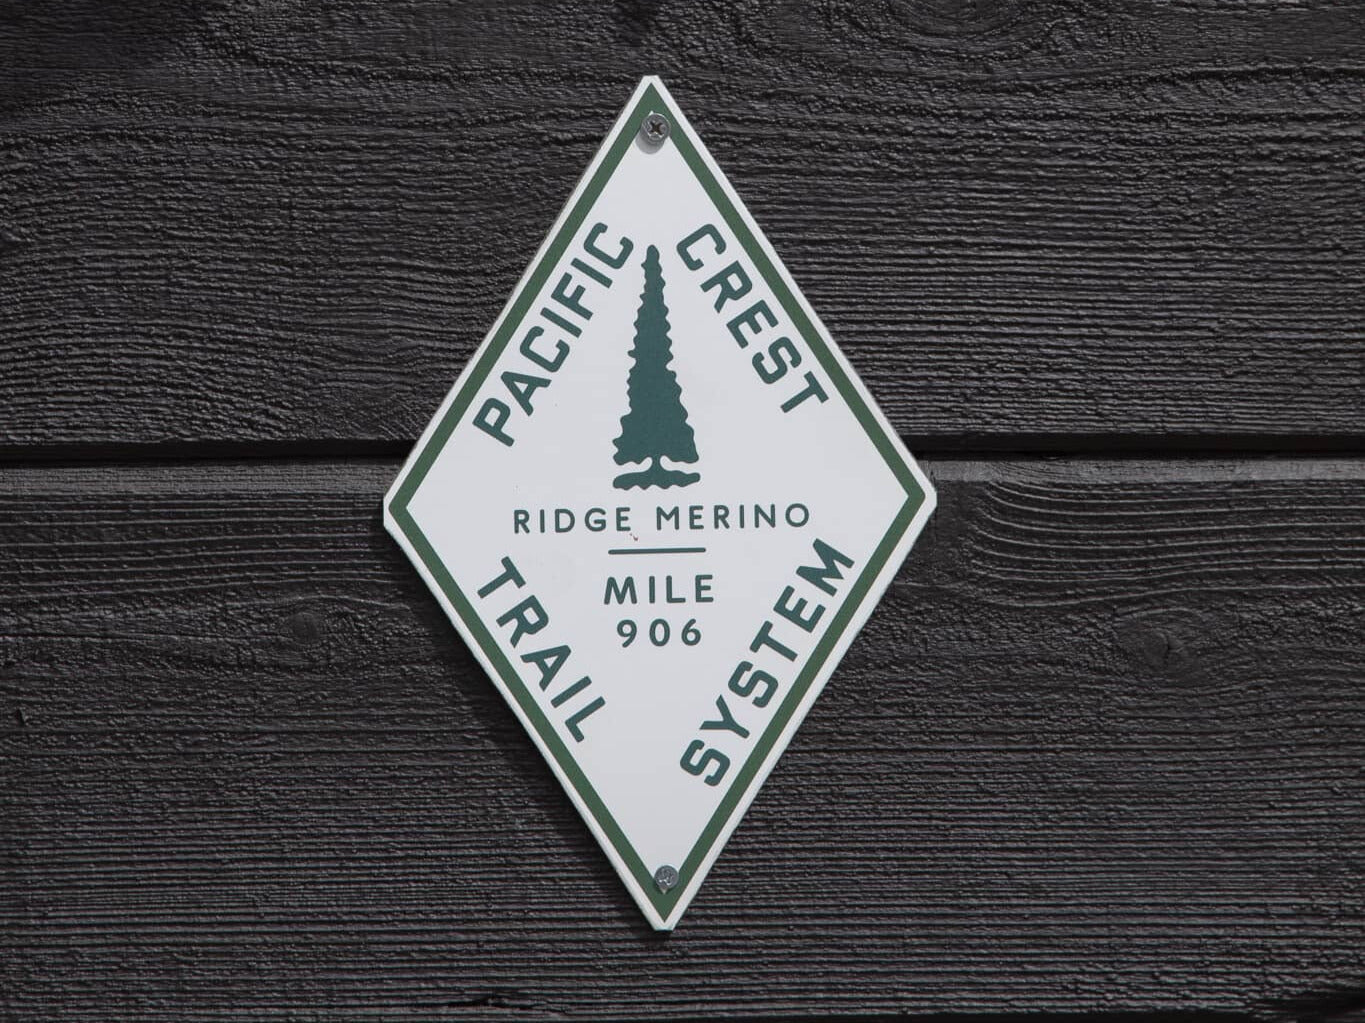 PACIFIC
CREST
RIDGE MERINO
MILE
906
TRAIL
SYSTEM